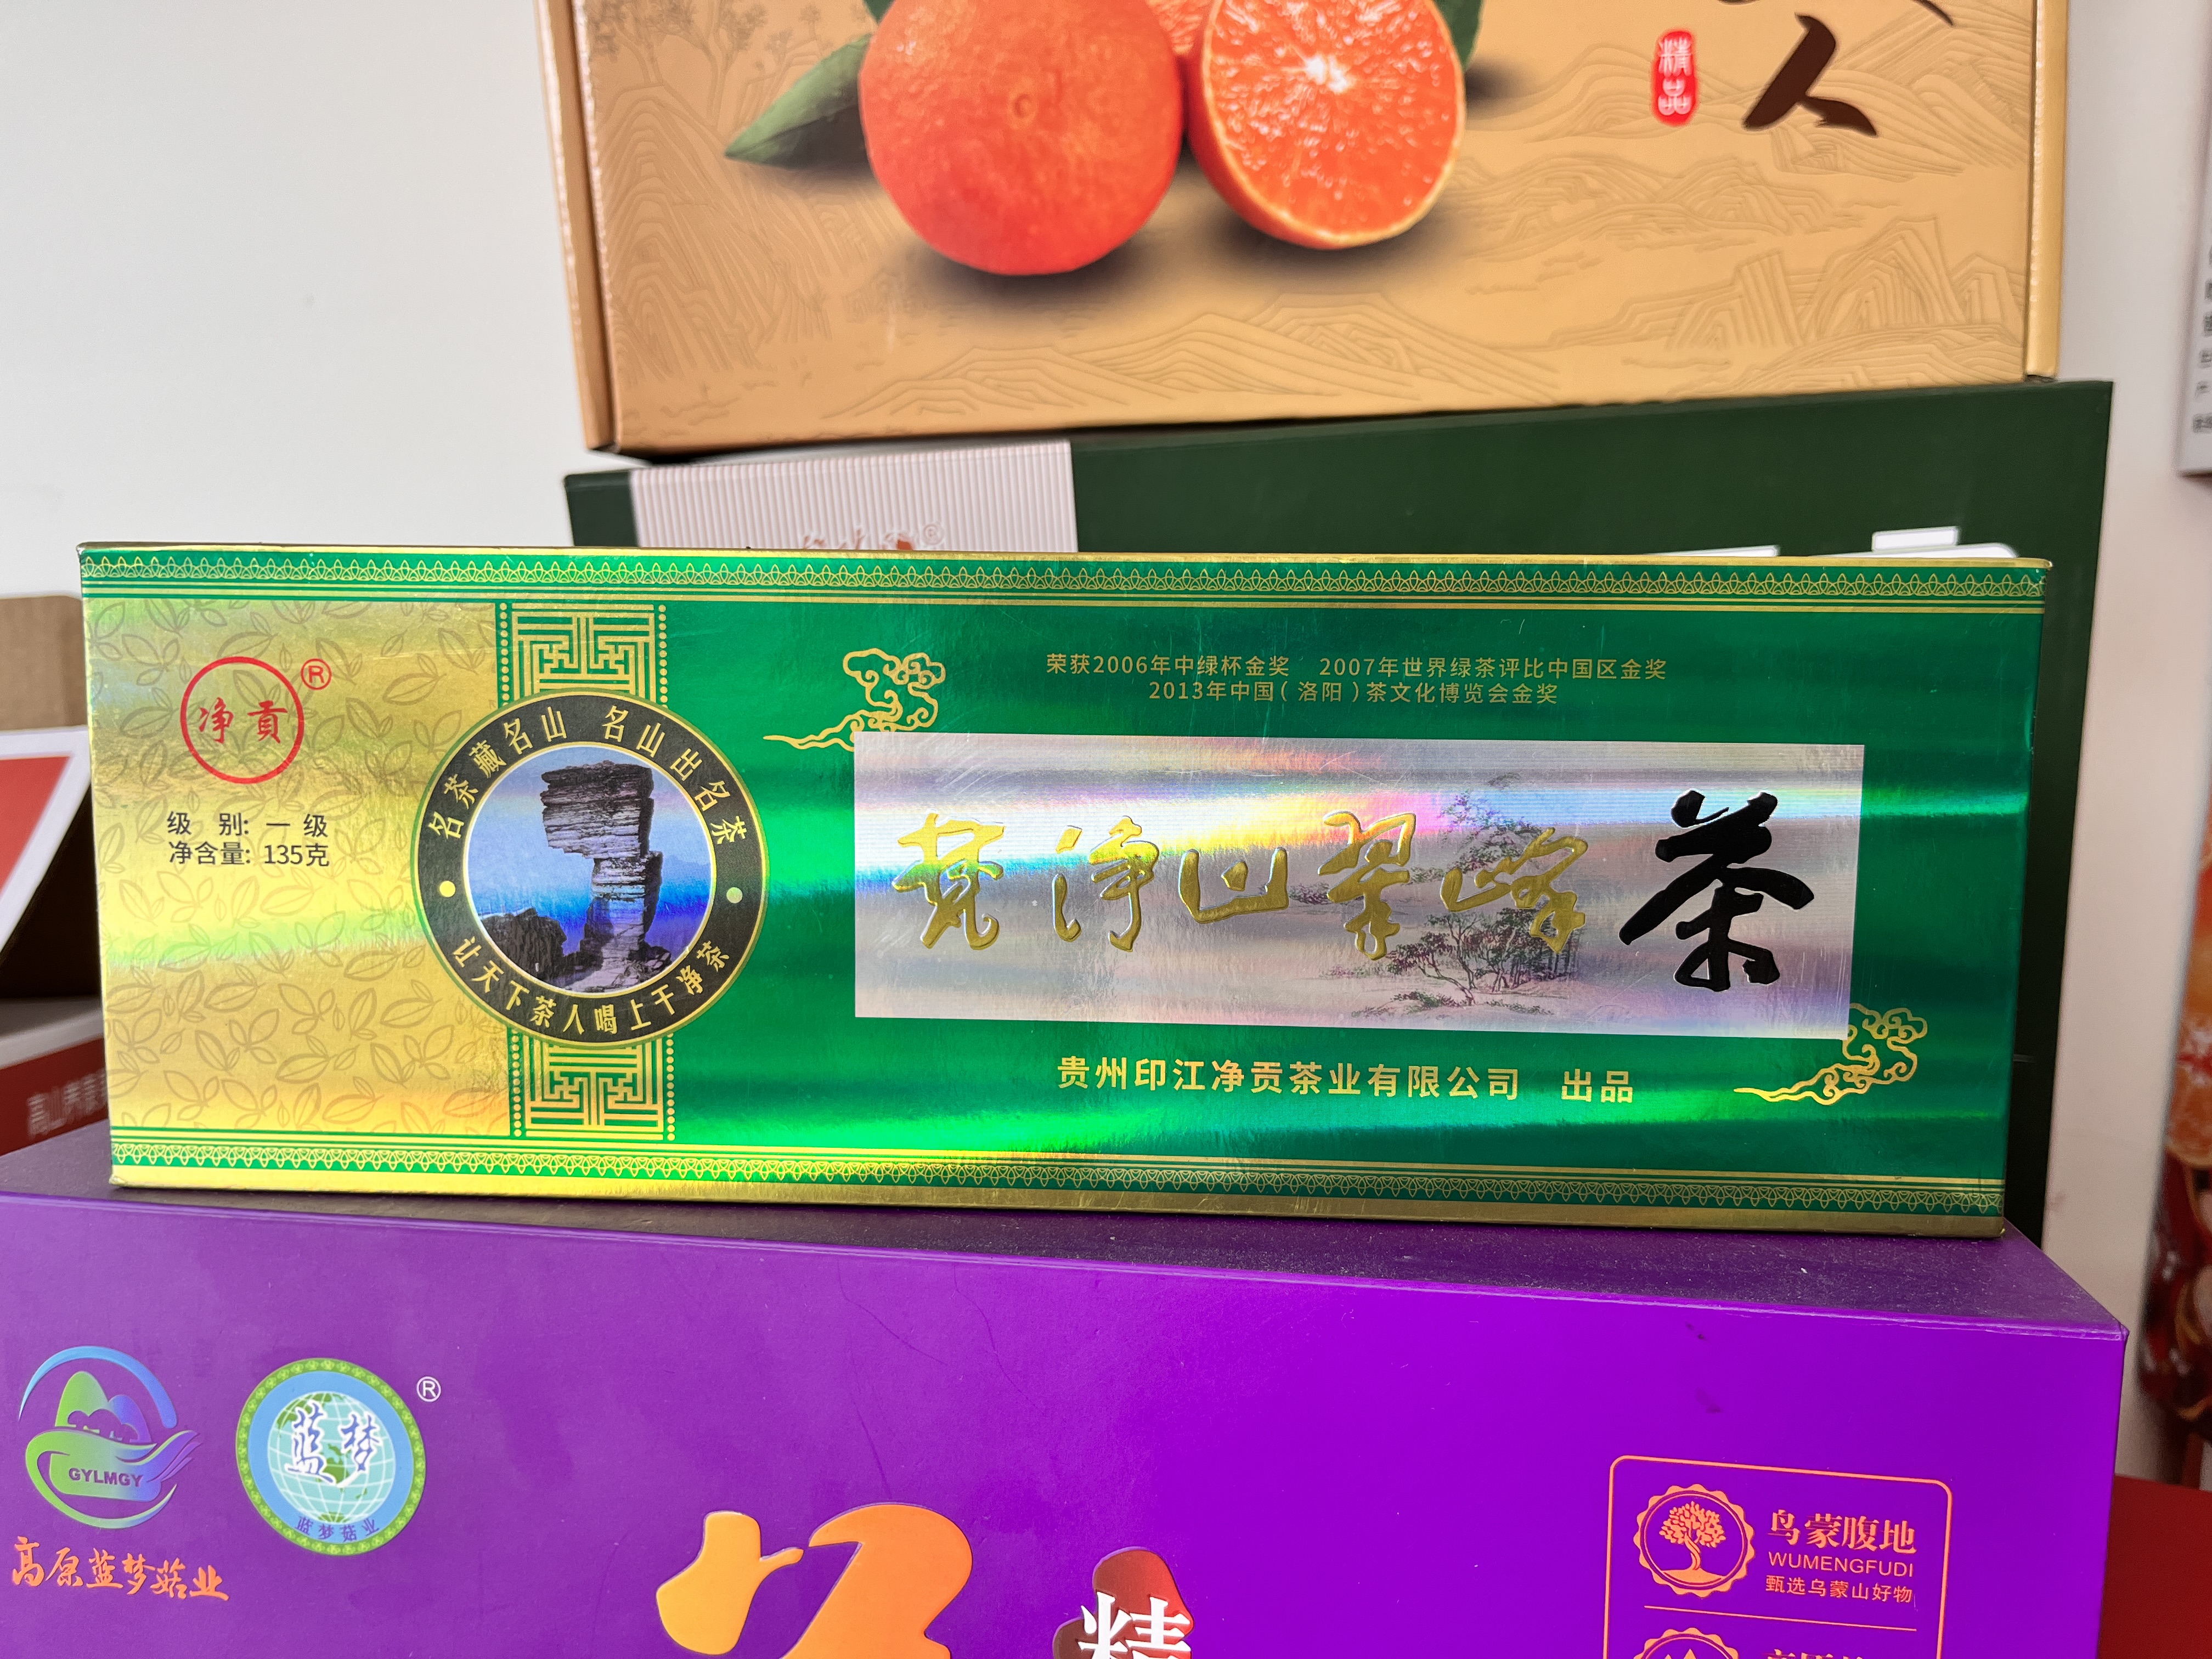 人
精品
净贡
®
级 别: 一 级
净含量: 135克
名茶藏名山 名山出名茶
让天下茶人喝上干净茶
荣获2006年中绿杯金奖 2007年世界绿茶评比中国区金奖
2013年中国(洛阳)茶文化博览会金奖
梵净山翠峰茶
贵州印江净贡茶业有限公司 出品
GYLMGY
高原蓝梦菇业
蓝梦
®
蓝梦菇业
精
乌蒙腹地
WUMENGFUDI
甄选乌蒙山好物